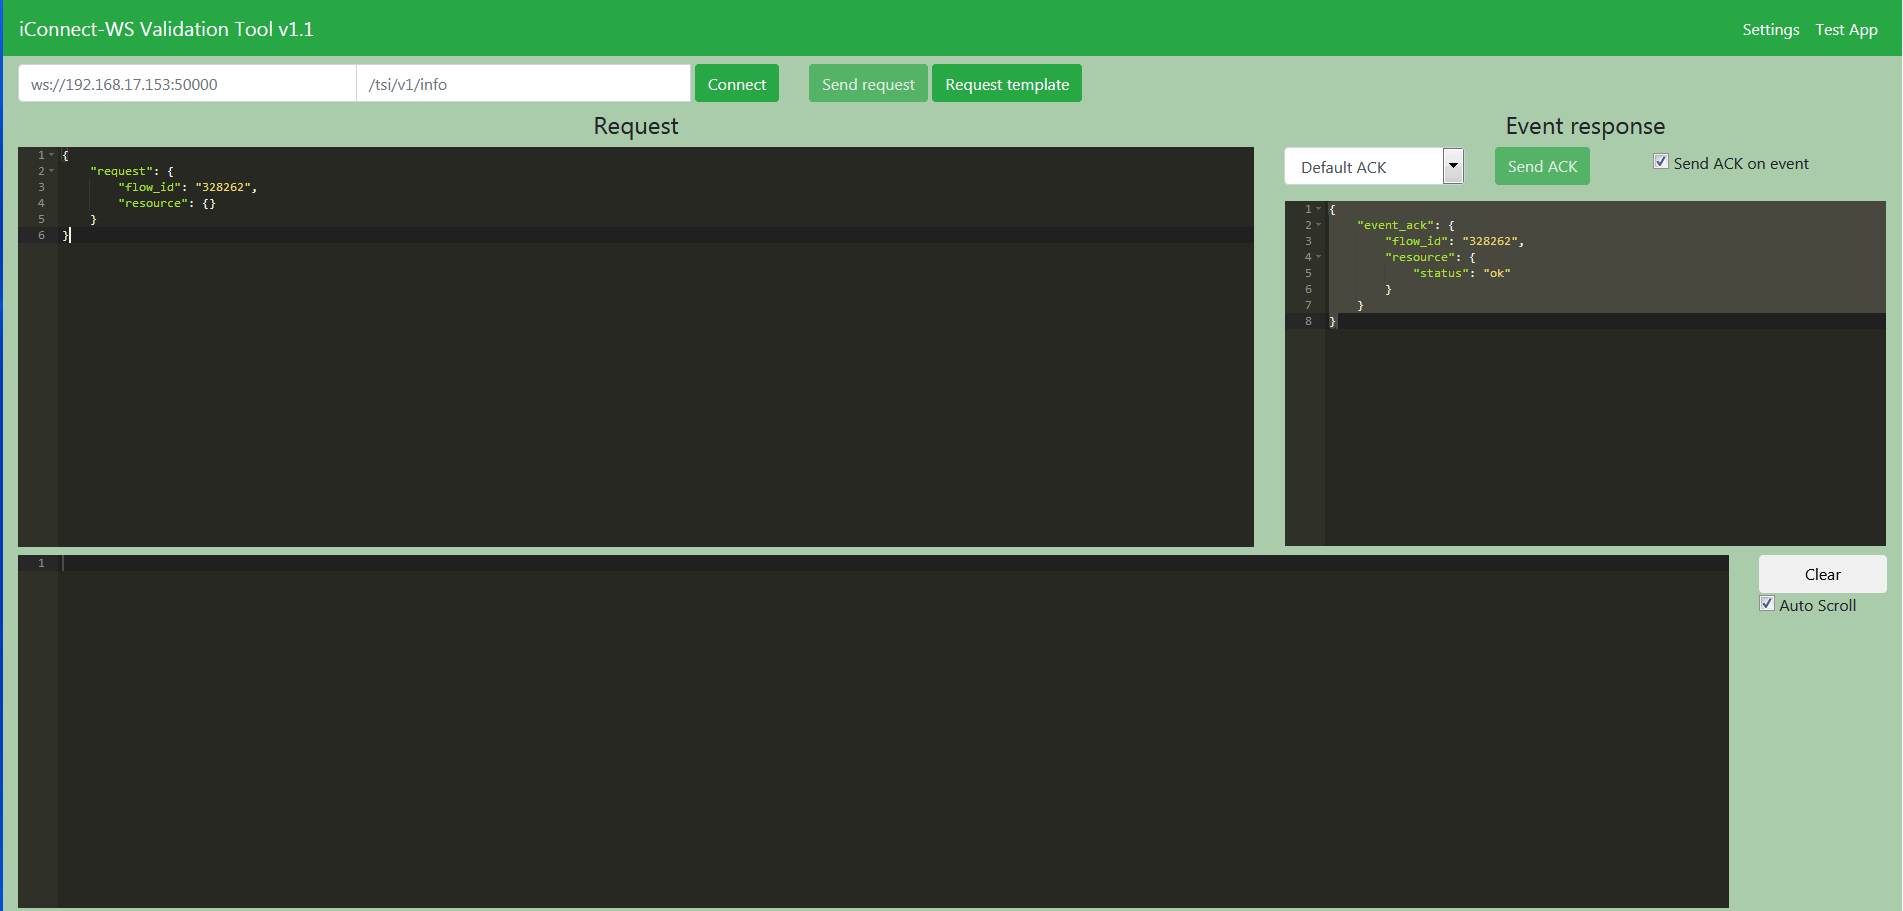 iConnect-WS Validation Tool v1.1
Settings Test App
ws://192.168.17.153:50000 /tsi/v1/info Connect Send request Request template
Request
1 {
2 "request": {
3 "flow_id": "328262",
4 "resource": {}
5 }
6 }
Event response
Default ACK Send ACK Send ACK on event
1 {
2 "event_ack": {
3 "flow_id": "328262",
4 "resource": {
5 "status": "ok"
6 }
7 }
8 }
1
Clear
Auto Scroll